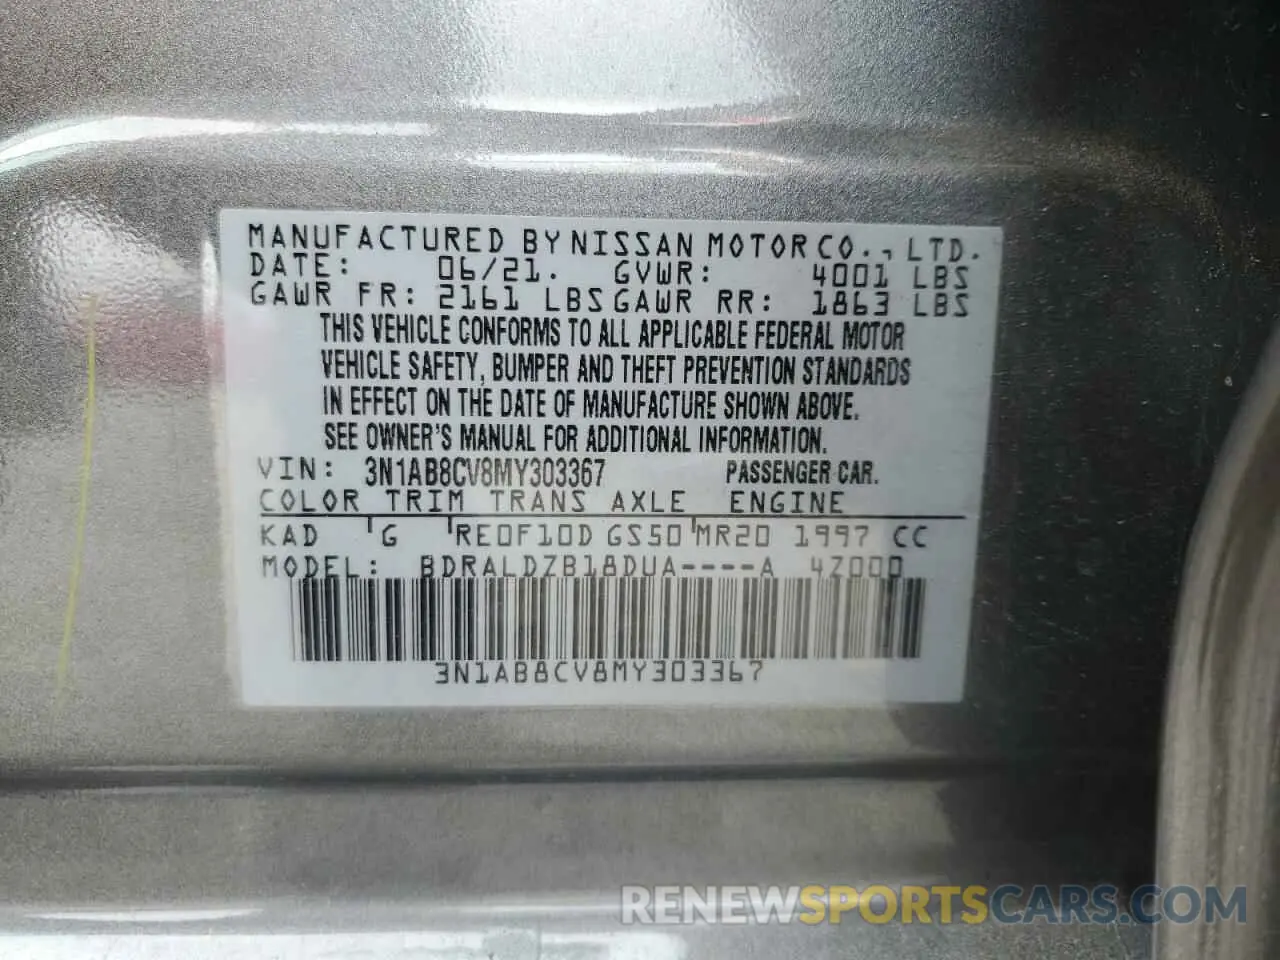 MANUFACTURED BY NISSAN MOTOR CO., LTD.
DATE: 06/21. GVWR: 4001 LBS
GAWR FR: 2161 LBS GAWR RR: 1863 LBS
THIS VEHICLE CONFORMS TO ALL APPLICABLE FEDERAL MOTOR
VEHICLE SAFETY, BUMPER AND THEFT PREVENTION STANDARDS
IN EFFECT ON THE DATE OF MANUFACTURE SHOWN ABOVE.
SEE OWNER'S MANUAL FOR ADDITIONAL INFORMATION.
VIN: 3N1AB8CV8MY303367 PASSENGER CAR.
COLOR TRIM TRANS AXLE ENGINE
KAD G RE0F10D GS50 MR20 1997 CC
MODEL: BDRALDZB18DUA----A 4Z000
3N1AB8CV8MY303367
RENEWSPORTSCARS.COM